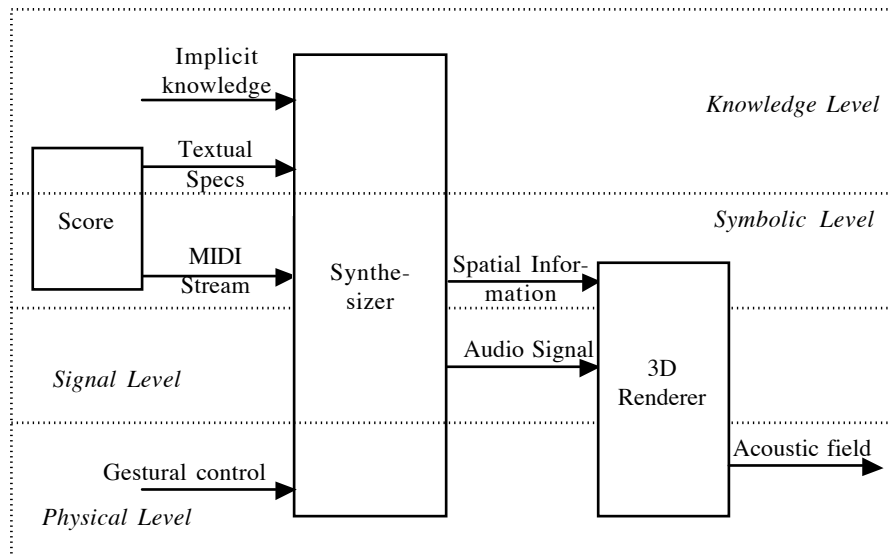 Implicit
knowledge
Knowledge Level
Textual
Specs
Score
Symbolic Level
MIDI
Stream
Synthe-
sizer
Spatial Infor-
mation
Audio Signal
Signal Level
3D
Renderer
Acoustic field
Gestural control
Physical Level